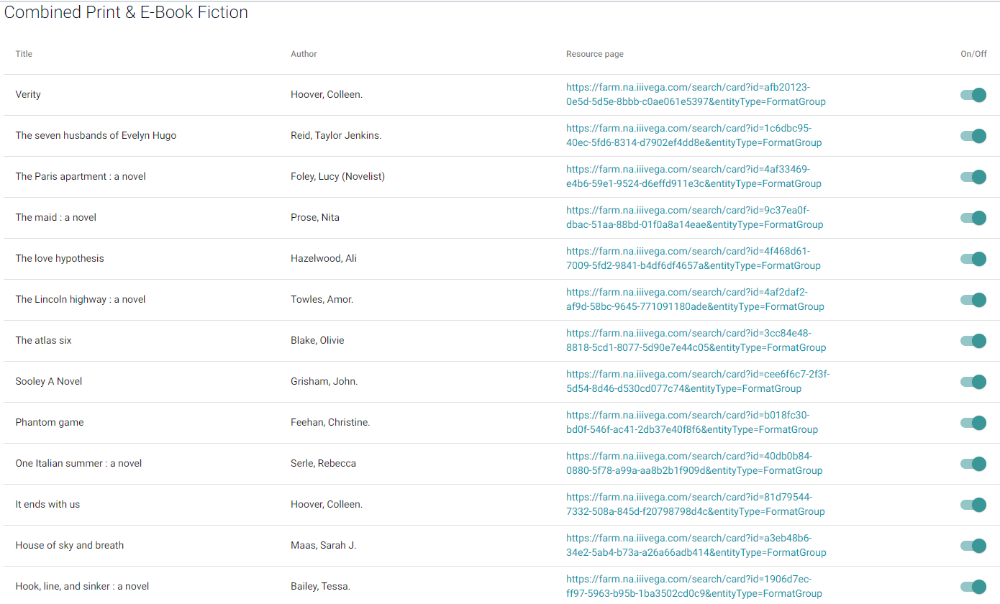 Combined Print & E-Book Fiction
Title Author Resource page On/Off
Verity Hoover, Colleen. https://farm.na.iiivega.com/search/card?id=afb20123-
0e5d-5d5e-8bbb-c0ae061e5397&entityType=FormatGroup
The seven husbands of Evelyn Hugo Reid, Taylor Jenkins. https://farm.na.iiivega.com/search/card?id=1c6dbc95-
40ec-5fd6-8314-d7902ef4dd8e&entityType=FormatGroup
The Paris apartment : a novel Foley, Lucy (Novelist) https://farm.na.iiivega.com/search/card?id=4af33469-
e4b6-59e1-9524-d6effd911e3c&entityType=FormatGroup
The maid : a novel Prose, Nita https://farm.na.iiivega.com/search/card?id=9c37ea0f-
dbac-51aa-88bd-01f0a8a14eae&entityType=FormatGroup
The love hypothesis Hazelwood, Ali https://farm.na.iiivega.com/search/card?id=4f468d61-
7009-5fd2-9841-b4df6df4657a&entityType=FormatGroup
The Lincoln highway : a novel Towles, Amor. https://farm.na.iiivega.com/search/card?id=4af2daf2-
af9d-58bc-9645-771091180ade&entityType=FormatGroup
The atlas six Blake, Olivie https://farm.na.iiivega.com/search/card?id=3cc84e48-
8818-5cd1-8077-5d90e7e44c05&entityType=FormatGroup
Sooley A Novel Grisham, John. https://farm.na.iiivega.com/search/card?id=cee6f6c7-2f3f-
5d54-8d46-d530cd077c74&entityType=FormatGroup
Phantom game Feehan, Christine. https://farm.na.iiivega.com/search/card?id=b018fc30-
bd0f-546f-ac41-2db37e40f8f6&entityType=FormatGroup
One Italian summer : a novel Serle, Rebecca https://farm.na.iiivega.com/search/card?id=40db0b84-
0880-5f78-a99a-aa8b2b1f909d&entityType=FormatGroup
It ends with us Hoover, Colleen. https://farm.na.iiivega.com/search/card?id=81d79544-
7332-508a-845d-f20798798d4c&entityType=FormatGroup
House of sky and breath Maas, Sarah J. https://farm.na.iiivega.com/search/card?id=a3eb48b6-
34e2-5ab4-b73a-a26a66adb414&entityType=FormatGroup
Hook, line, and sinker : a novel Bailey, Tessa. https://farm.na.iiivega.com/search/card?id=1906d7ec-
ff97-5963-b95b-1ba3502cd0c9&entityType=FormatGroup